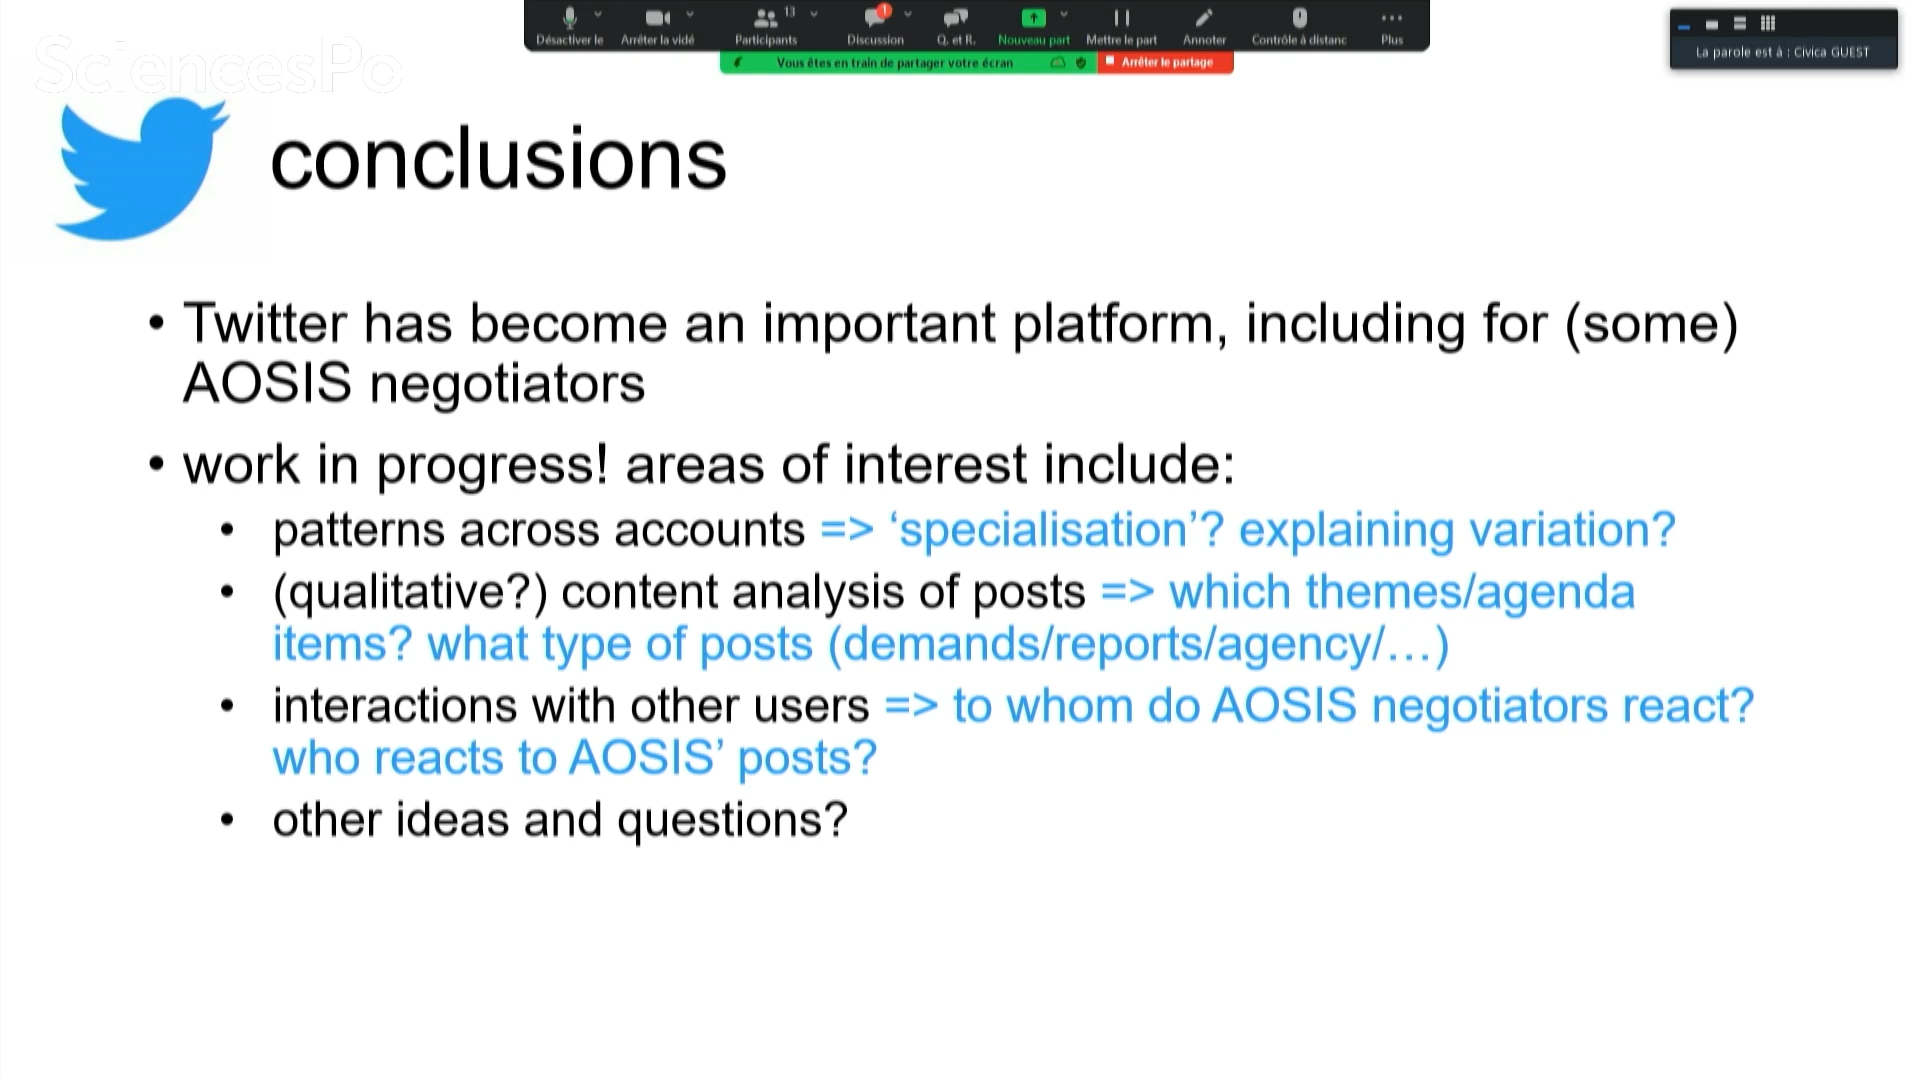 13
1
Désactiver le
Arrêter la vidé
Participants
Discussion
Q. et R.
Nouveau part
Mettre le part
Annoter
Contrôle à distanc
Plus
Vous êtes en train de partager votre écran
Arrêter le partage
La parole est à : Civica GUEST
SciencesPo
conclusions
• Twitter has become an important platform, including for (some)
AOSIS negotiators
• work in progress! areas of interest include:
• patterns across accounts => ‘specialisation’? explaining variation?
• (qualitative?) content analysis of posts => which themes/agenda
items? what type of posts (demands/reports/agency/…)
• interactions with other users => to whom do AOSIS negotiators react?
who reacts to AOSIS’ posts?
• other ideas and questions?